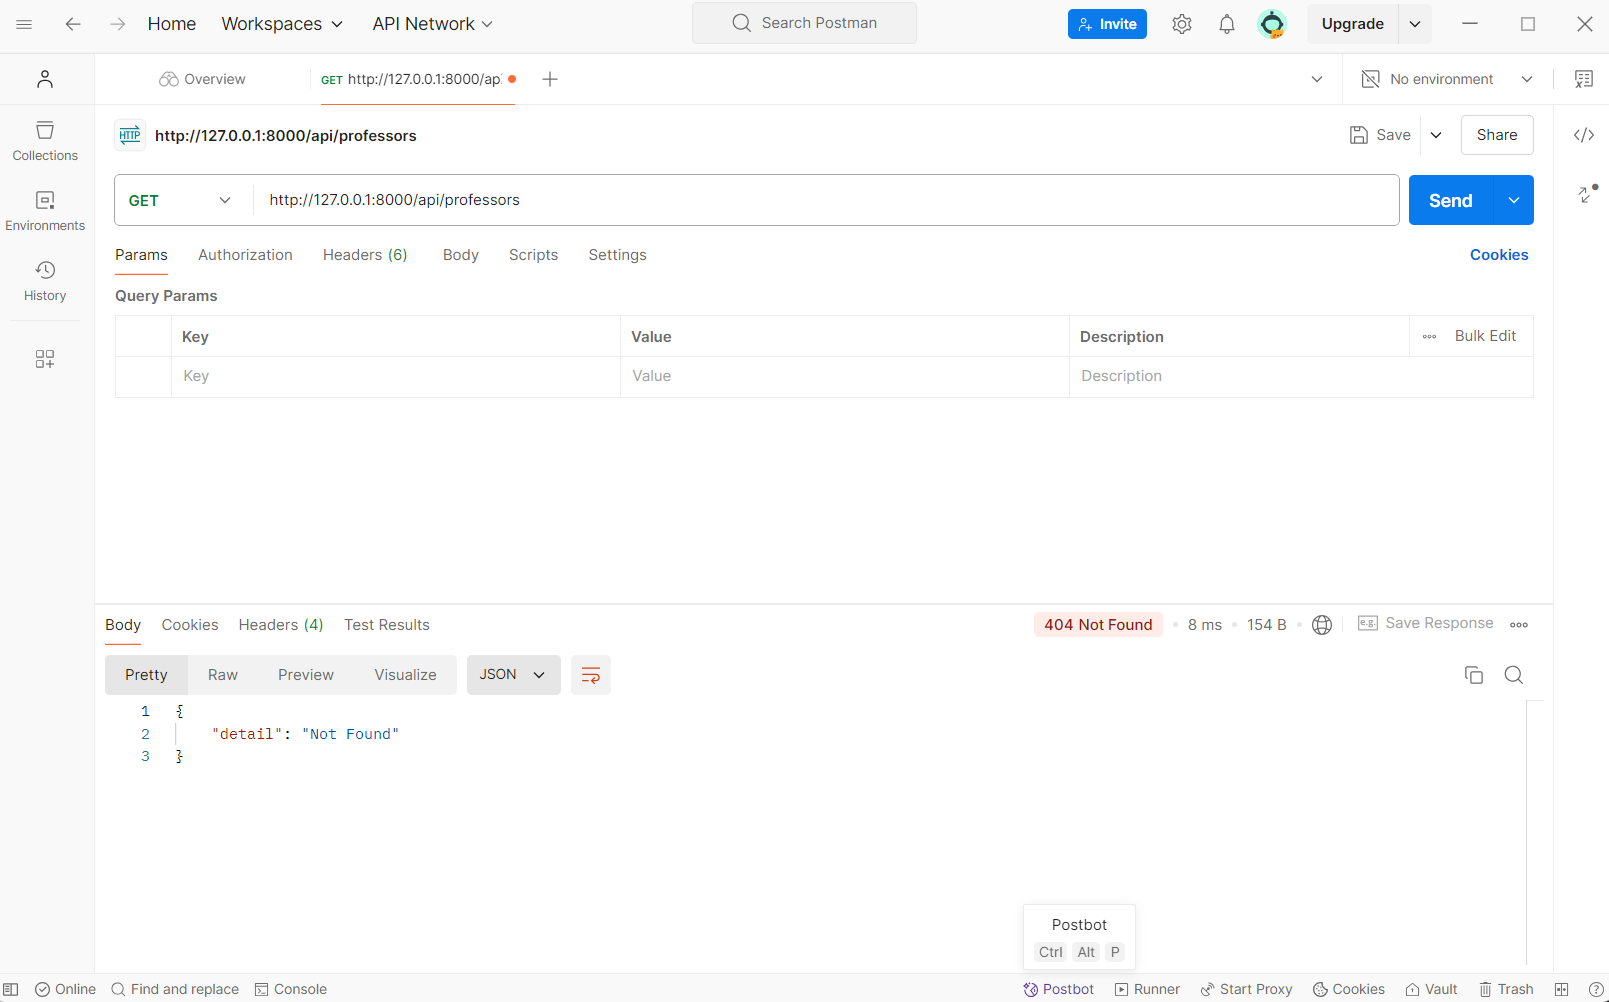 Home Workspaces API Network Search Postman Invite Upgrade
Overview GET http://127.0.0.1:8000/ap No environment
HTTP http://127.0.0.1:8000/api/professors Save Share
Collections
GET http://127.0.0.1:8000/api/professors Send
Environments
Params Authorization Headers (6) Body Scripts Settings Cookies
History
Query Params
Key Value Description Bulk Edit
Key Value Description
Body Cookies Headers (4) Test Results 404 Not Found 8 ms 154 B e.g. Save Response
Pretty Raw Preview Visualize JSON
1 {
2 "detail": "Not Found"
3 }
Postbot
Ctrl Alt P
Online Find and replace Console Postbot Runner Start Proxy Cookies Vault Trash